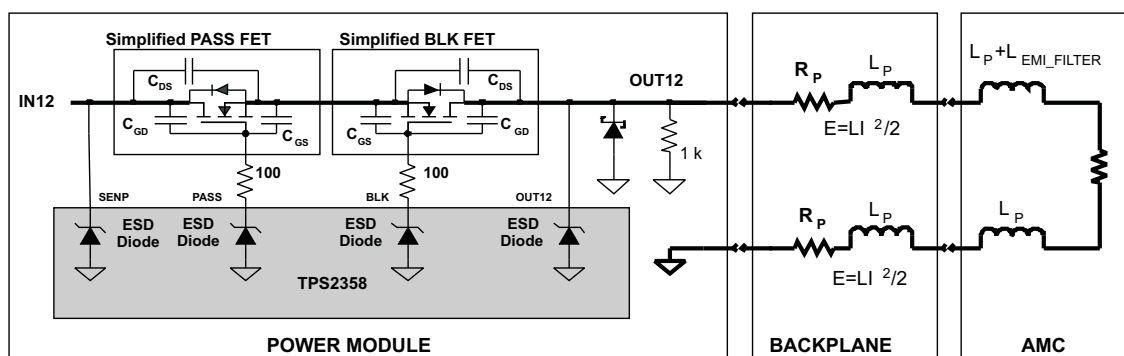 Simplified PASS FET
Simplified BLK FET
C DS
C DS
IN12
OUT12
C GD
C GS
C GS
C GD
100
100
1 k
SENP
PASS
BLK
OUT12
ESD
Diode
ESD
Diode
ESD
Diode
ESD
Diode
TPS2358
POWER MODULE
R P
L P
E=LI 2/2
R P
L P
E=LI 2/2
BACKPLANE
L P+L EMI_FILTER
L P
AMC